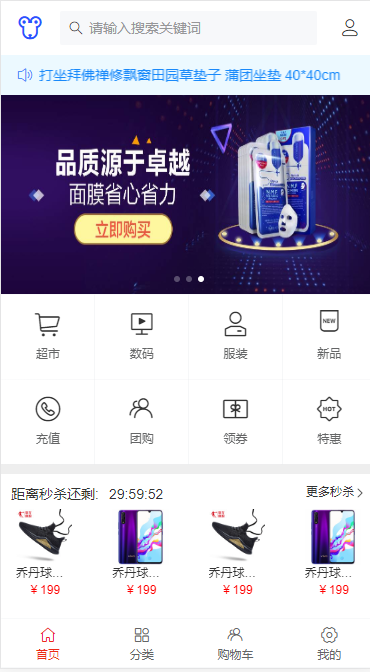 请输入搜索关键词
打坐拜佛禅修飘窗田园草垫子 蒲团坐垫 40*40cm
品质源于卓越
面膜省心省力
立即购买
超市 数码 服装 新品
NEW
HOT
充值 团购 领券 特惠
距离秒杀还剩: 29:59:52 更多秒杀
乔丹球... 乔丹球... 乔丹球... 乔丹球...
¥ 199 ¥ 199 ¥ 199 ¥ 199
首页 分类 购物车 我的